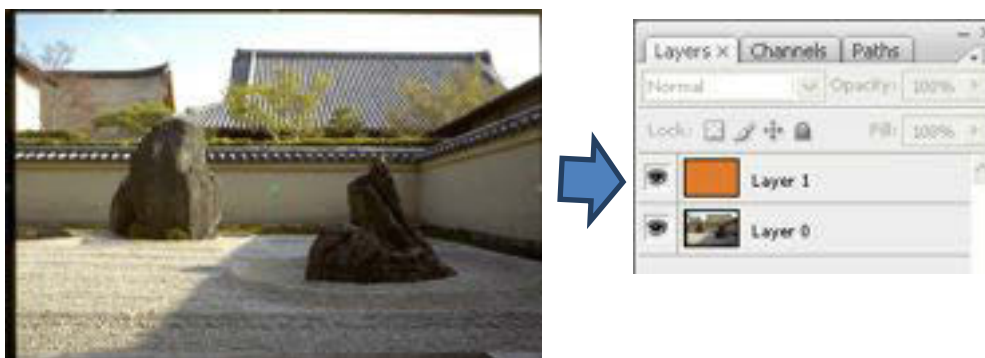 Layers × Channels Paths
Normal Opacity: 100%
Lock: Fill: 100%
Layer 1
Layer 0